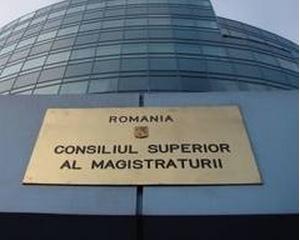 ROMANIA
CONSILIUL SUPERIOR
AL MAGISTRATURII